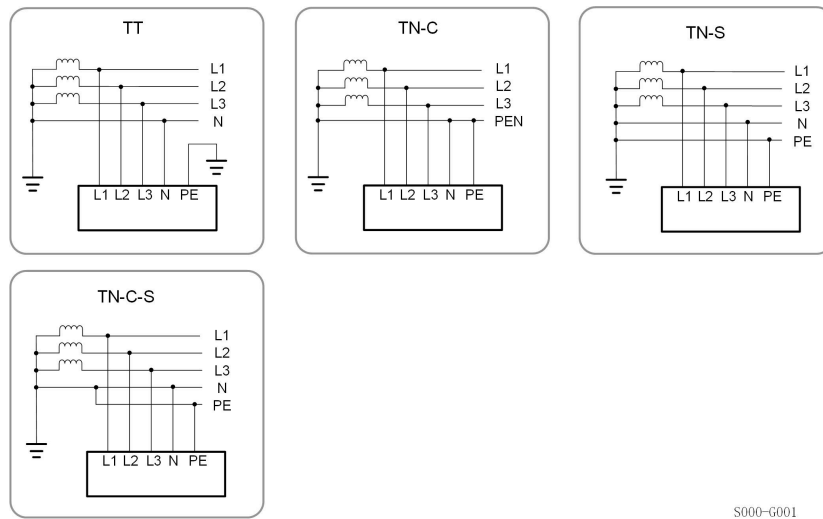 TT
L1
L2
L3
N
L1 L2 L3 N PE
TN-C
L1
L2
L3
PEN
L1 L2 L3 N PE
TN-S
L1
L2
L3
N
PE
L1 L2 L3 N PE
TN-C-S
L1
L2
L3
N
PE
L1 L2 L3 N PE
S000-G001